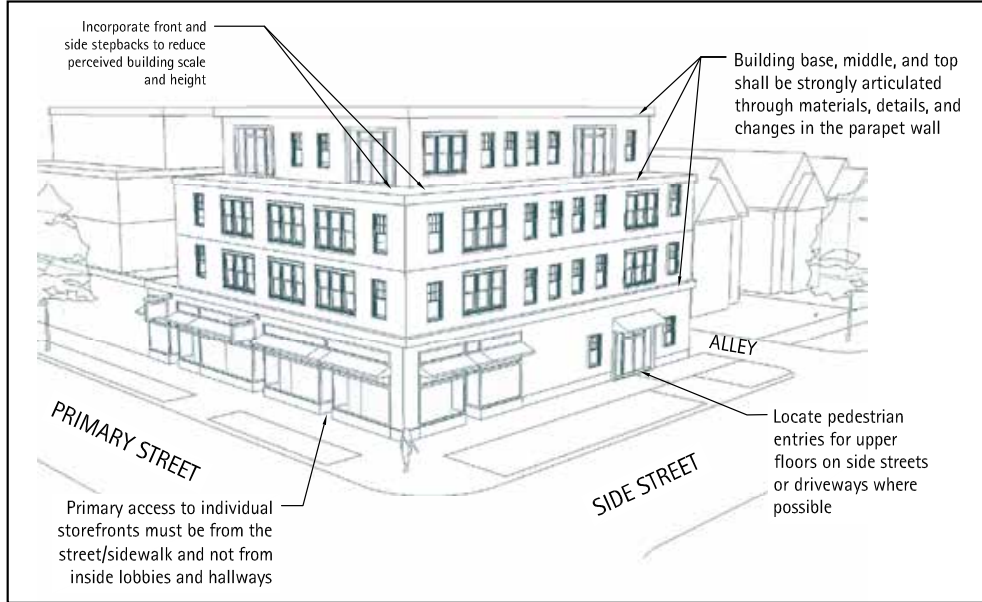 Incorporate front and
side stepbacks to reduce
perceived building scale
and height
Building base, middle, and top
shall be strongly articulated
through materials, details, and
changes in the parapet wall
ALLEY
PRIMARY STREET
SIDE STREET
Locate pedestrian
entries for upper
floors on side streets
or driveways where
possible
Primary access to individual
storefronts must be from the
street/sidewalk and not from
inside lobbies and hallways